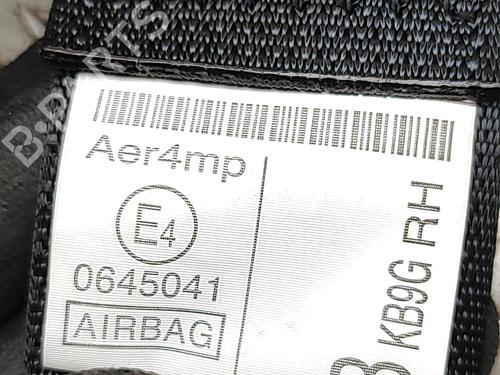 Aer4mp
E4
0645041
AIRBAG
KB9G RH
B-PARTS